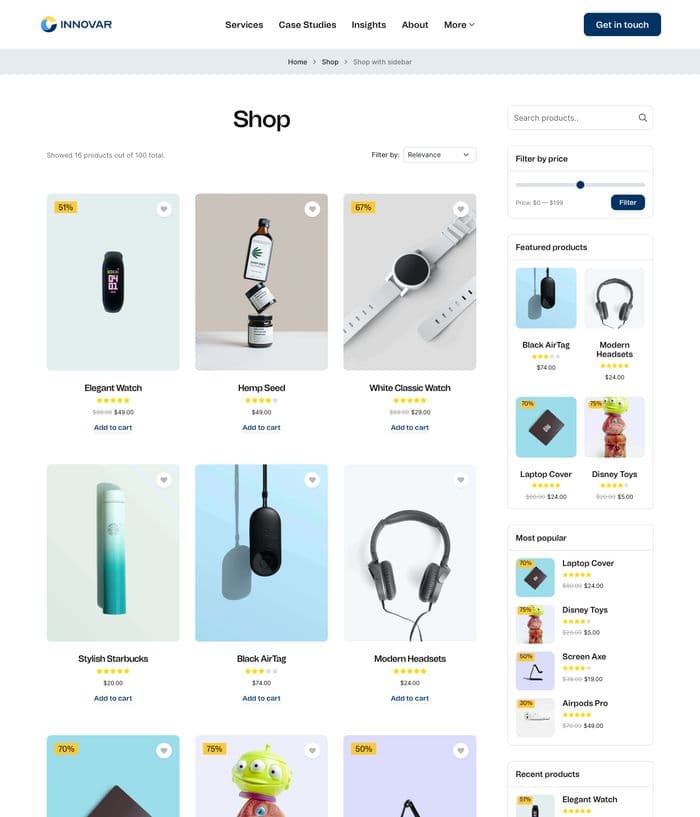 INNOVAR
Services Case Studies Insights About More
Get in touch
Home > Shop > Shop with sidebar
Shop
Showed 16 products out of 100 total.
Filter by: Relevance
51%
67%
Elegant Watch
$49.00
Add to cart
Hemp Seed
$49.00
Add to cart
White Classic Watch
$29.00
Add to cart
Stylish Starbucks
$20.00
Add to cart
Black AirTag
$74.00
Add to cart
Modern Headsets
$24.00
Add to cart
70%
75%
50%
Search products..
Filter by price
Price: $0 — $199
Filter
Featured products
Black AirTag
$74.00
Modern
Headsets
$24.00
70%
Laptop Cover
$80.00 $24.00
75%
Disney Toys
$20.00 $5.00
Most popular
70%
Laptop Cover
$80.00 $24.00
75%
Disney Toys
$20.00 $5.00
50%
Screen Axe
$19.00
30%
Airpods Pro
$70.00 $49.00
Recent products
51%
Elegant Watch